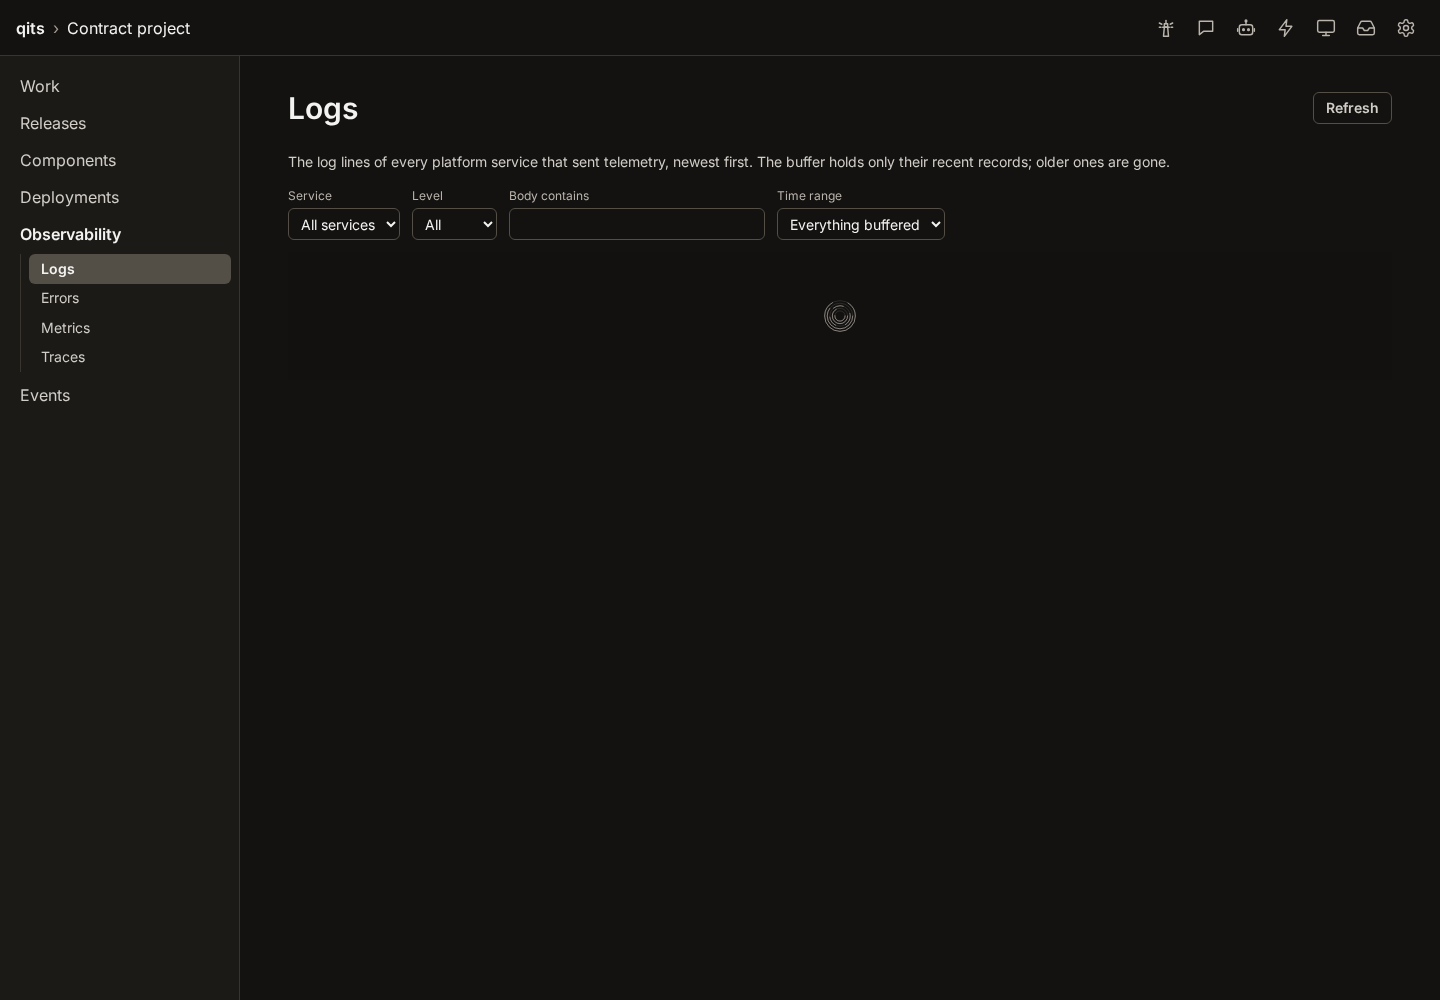 qits › Contract project
Work
Releases
Components
Deployments
Observability
Logs
Errors
Metrics
Traces
Events
Logs
Refresh
The log lines of every platform service that sent telemetry, newest first. The buffer holds only their recent records; older ones are gone.
Service Level Body contains Time range
All services All Everything buffered